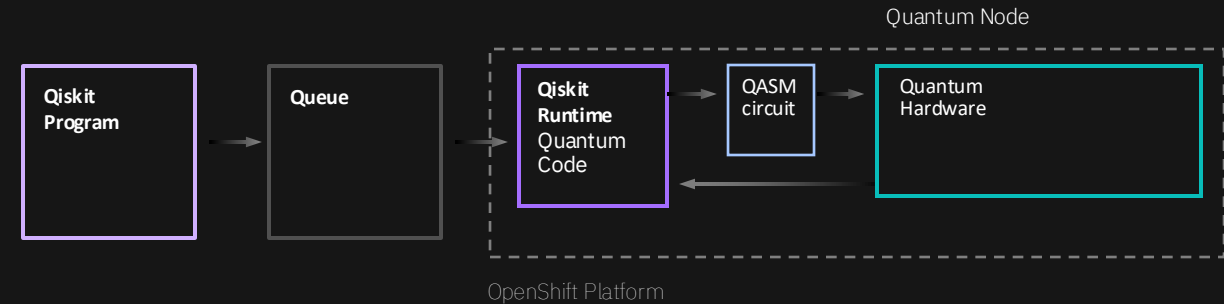 Quantum Node
Qiskit
Program
Queue
Qiskit
Runtime
Quantum
Code
QASM
circuit
Quantum
Hardware
OpenShift Platform